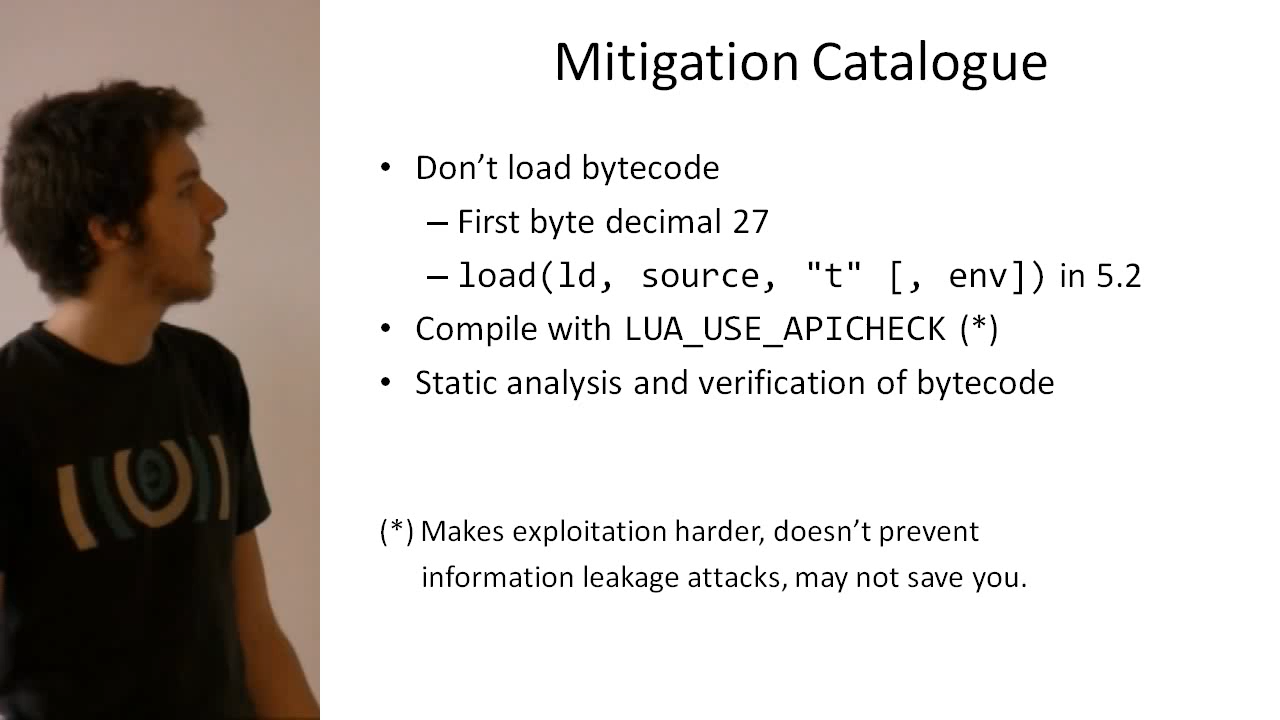 Mitigation Catalogue
• Don’t load bytecode
– First byte decimal 27
– load(ld, source, "t" [, env]) in 5.2
• Compile with LUA_USE_APICHECK (*)
• Static analysis and verification of bytecode
(*) Makes exploitation harder, doesn’t prevent
information leakage attacks, may not save you.